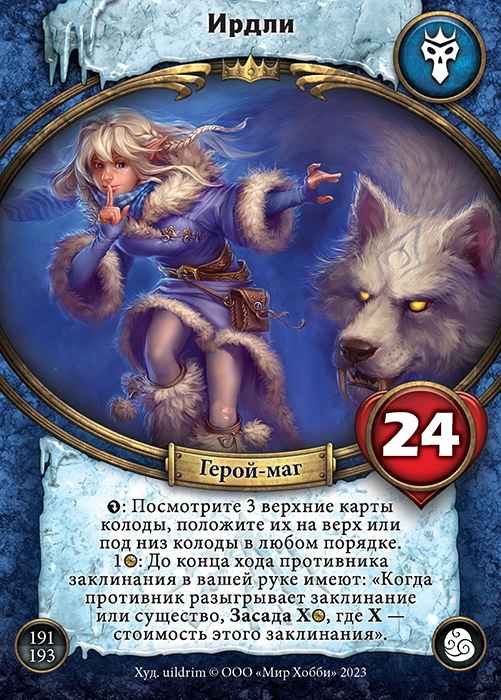 Ирдли
24
Герой-маг
: Посмотрите 3 верхние карты
колоды, положите их на верх или
под низ колоды в любом порядке.
1: До конца хода противника
заклинания в вашей руке имеют: «Когда
противник разыгрывает заклинание
или существо, Засада X, где X —
стоимость этого заклинания».
191
193
Худ. uildrim © ООО «Мир Хобби» 2023